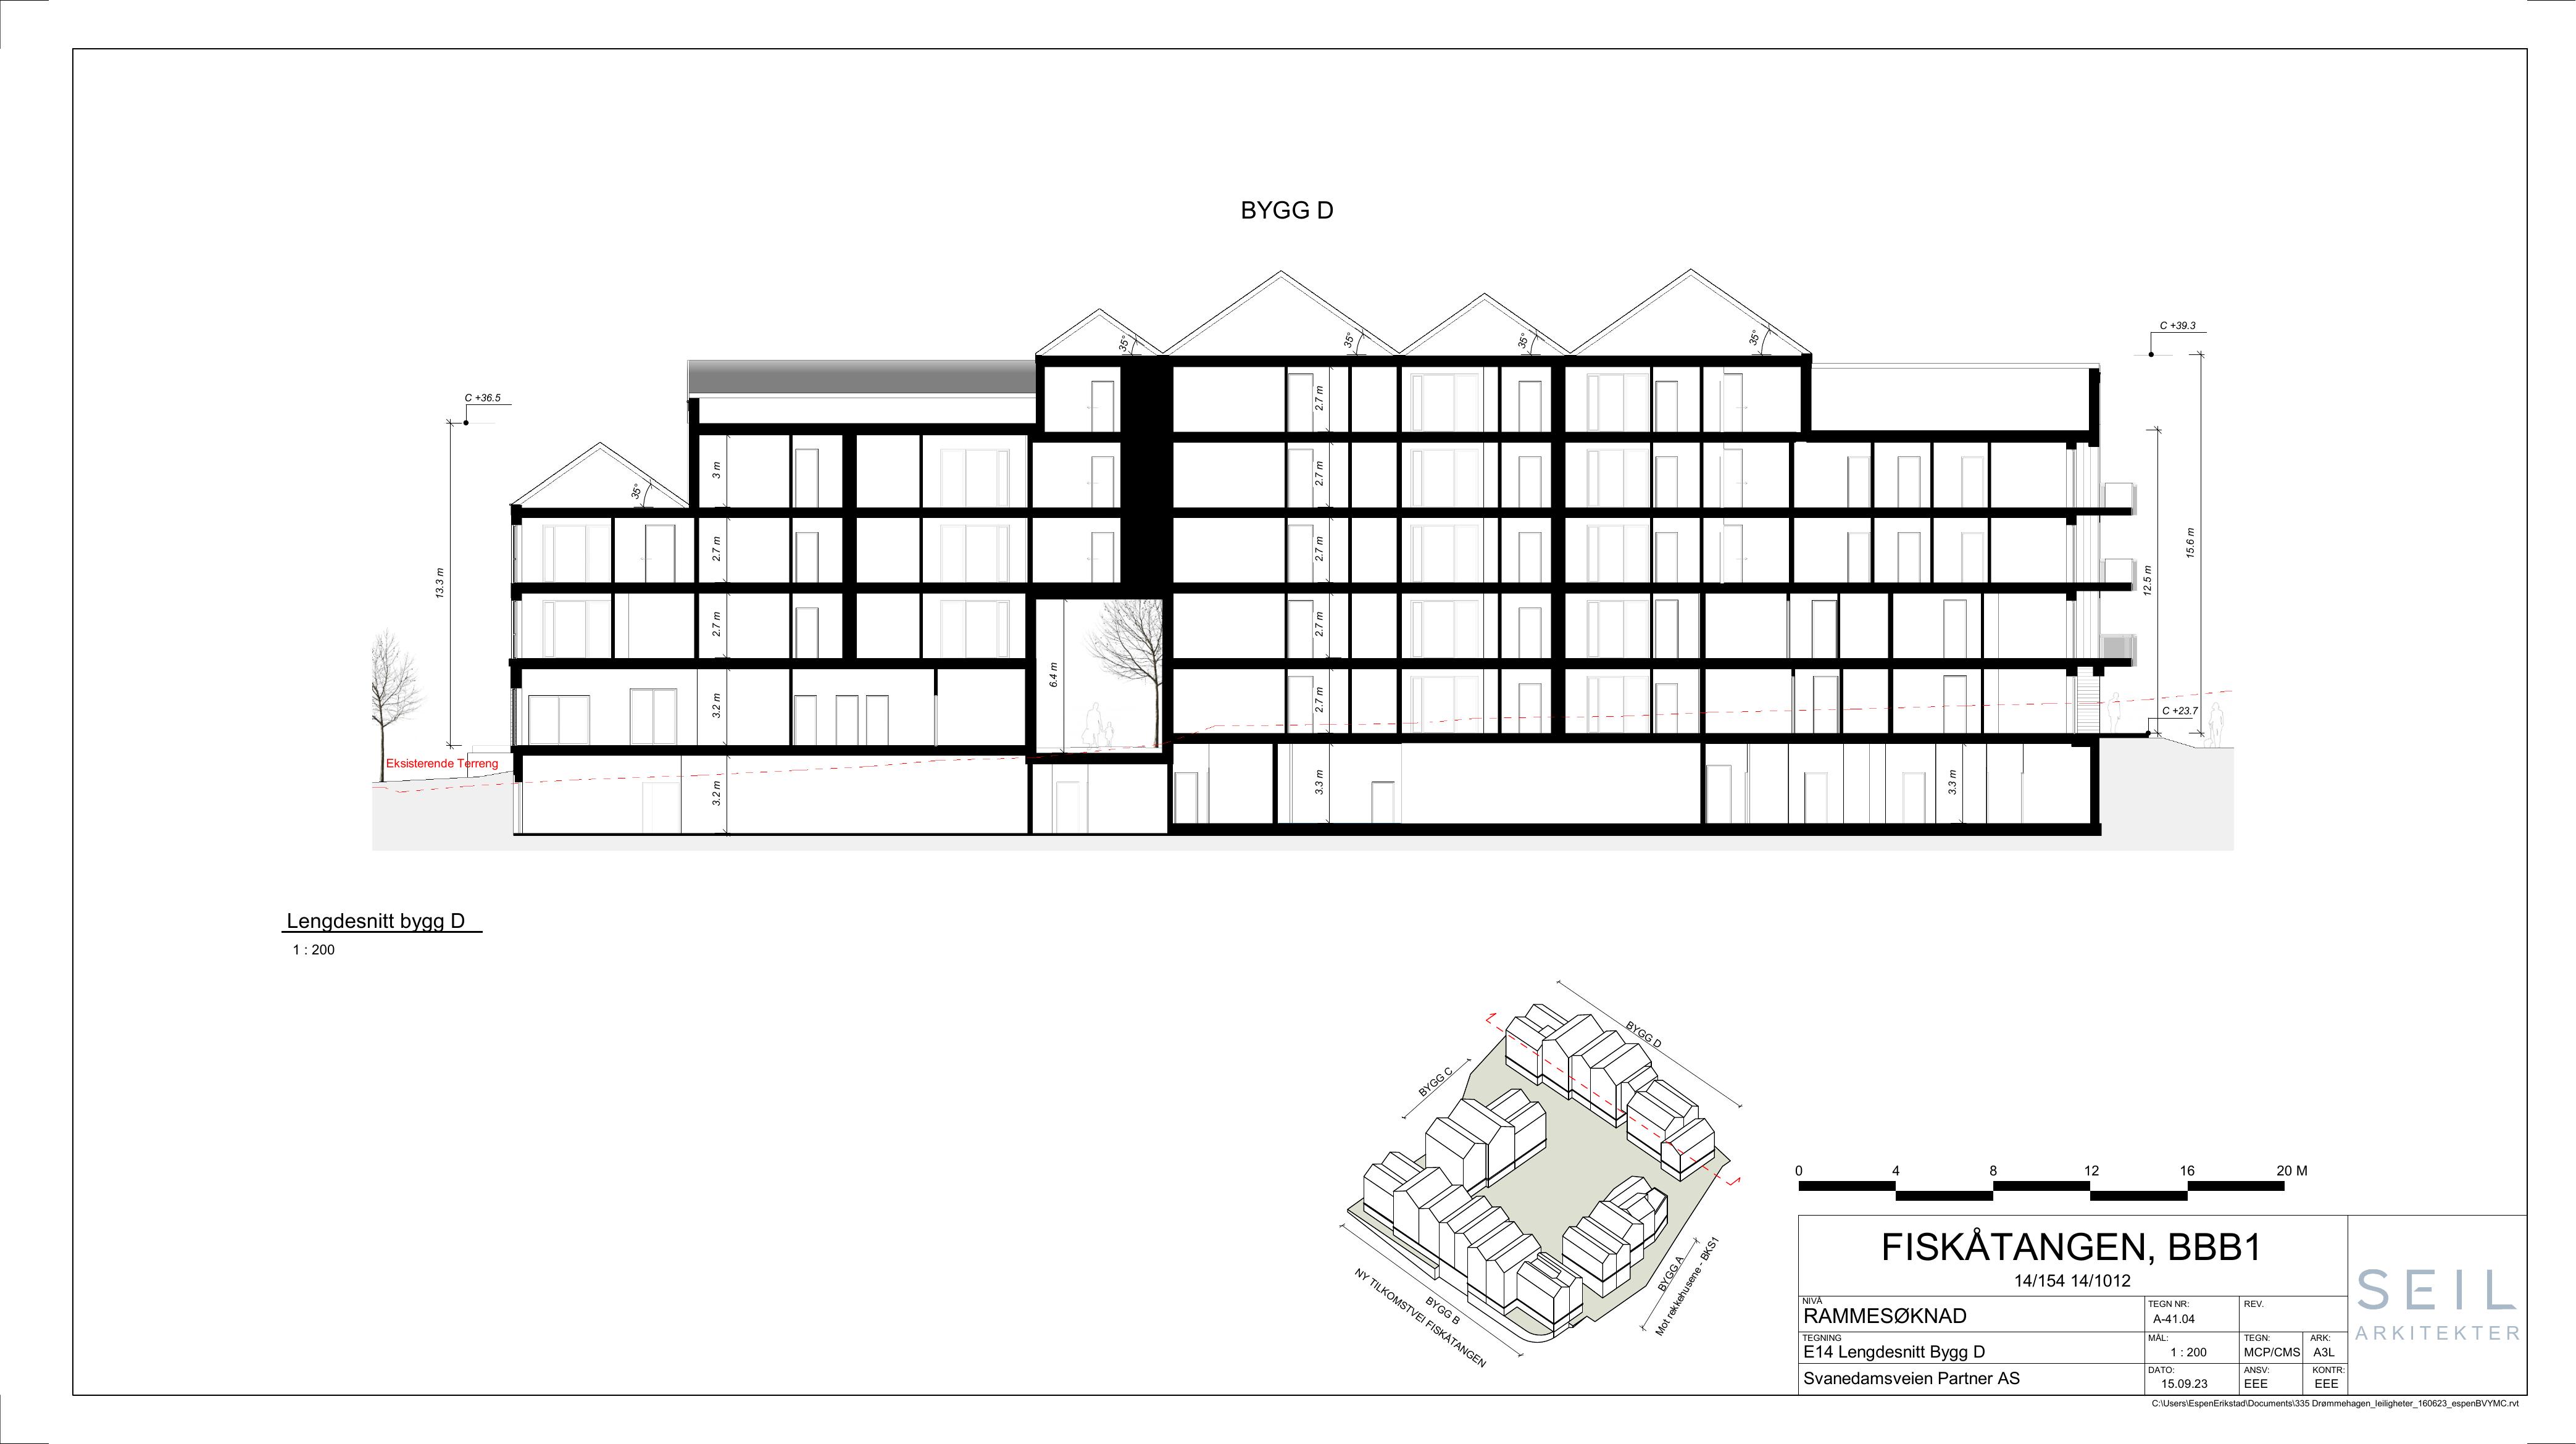 BYGG D
C +39.3
C +36.5
35°
35°
35°
35°
35°
2.7 m
2.7 m
2.7 m
2.7 m
2.7 m
3.3 m
3 m
2.7 m
2.7 m
3.2 m
3.2 m
6.4 m
3.3 m
13.3 m
12.5 m
15.6 m
C +23.7
Eksisterende Terreng
Lengdesnitt bygg D
1 : 200
BYGG D
BYGG C
BYGG A
Mot rekkehusene - BKS1
BYGG B
NY TILKOMSTVEI FISKÅTANGEN
0 4 8 12 16 20 M
FISKÅTANGEN, BBB1
14/154 14/1012
NIVÅ
RAMMESØKNAD
TEGN NR:
A-41.04
REV.
TEGNING
E14 Lengdesnitt Bygg D
MÅL:
1 : 200
TEGN:
MCP/CMS
ARK:
A3L
Svanedamsveien Partner AS
DATO:
15.09.23
ANSV:
EEE
KONTR:
EEE
SEIL
ARKITEKTER
C:\Users\EspenErikstad\Documents\335 Drømmehagen_leiligheter_160623_espenBVYMC.rvt